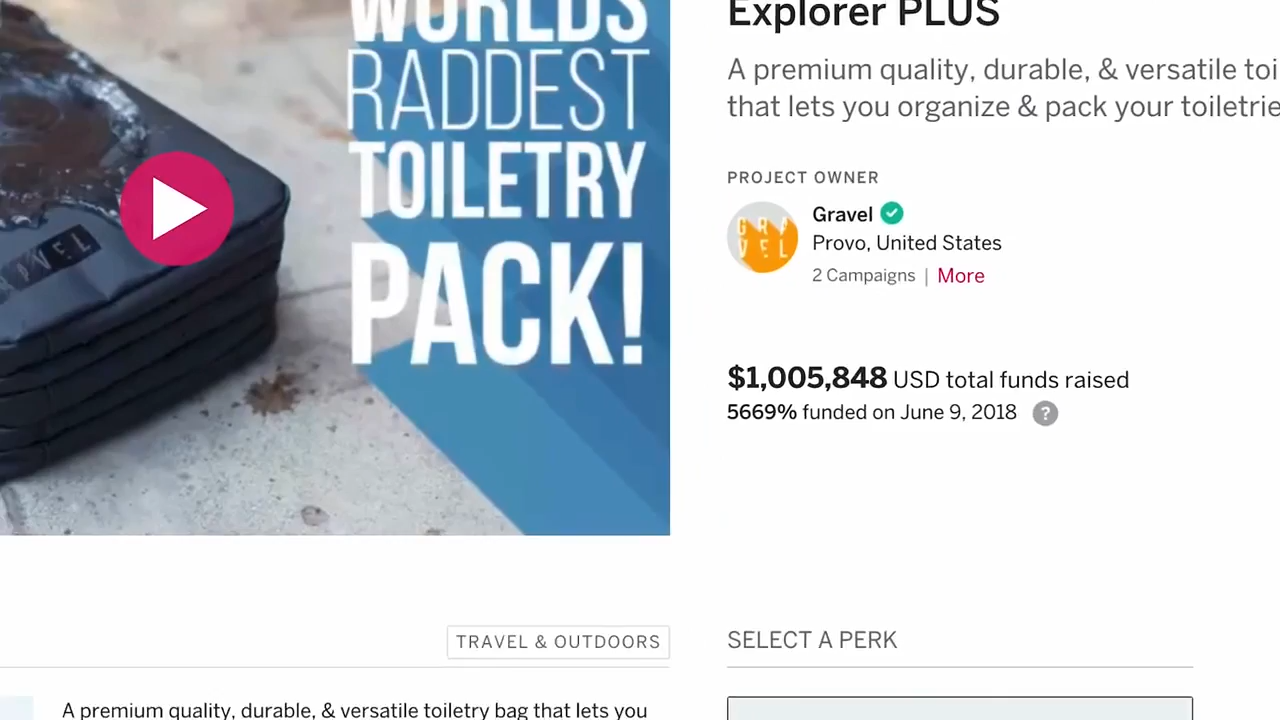 WORLDS
RADDEST
TOILETRY
PACK!
Explorer PLUS
A premium quality, durable, & versatile toi
that lets you organize & pack your toiletrie
PROJECT OWNER
GRA
VEL
Gravel
Provo, United States
2 Campaigns | More
$1,005,848 USD total funds raised
5669% funded on June 9, 2018 ?
TRAVEL & OUTDOORS
SELECT A PERK
A premium quality, durable, & versatile toiletry bag that lets you